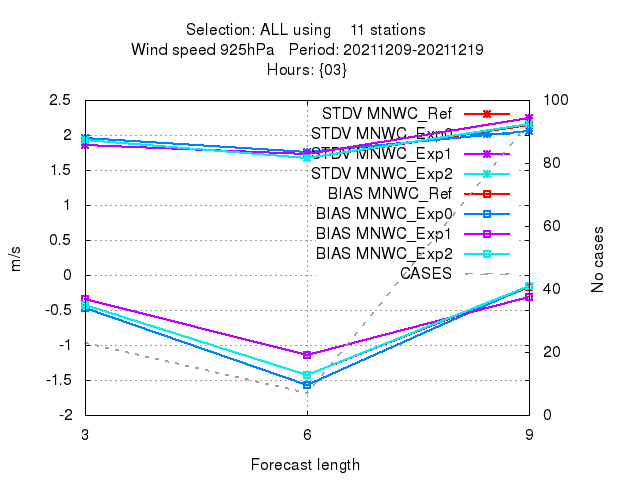 Selection: ALL using 11 stations
Wind speed 925hPa Period: 20211209-20211219
Hours: {03}
STDV MNWC_Ref
STDV MNWC_Exp0
STDV MNWC_Exp1
STDV MNWC_Exp2
BIAS MNWC_Ref
BIAS MNWC_Exp0
BIAS MNWC_Exp1
BIAS MNWC_Exp2
CASES
2.5
2
1.5
1
0.5
0
-0.5
-1
-1.5
-2
m/s
100
80
60
40
20
0
No cases
3 6 9
Forecast length